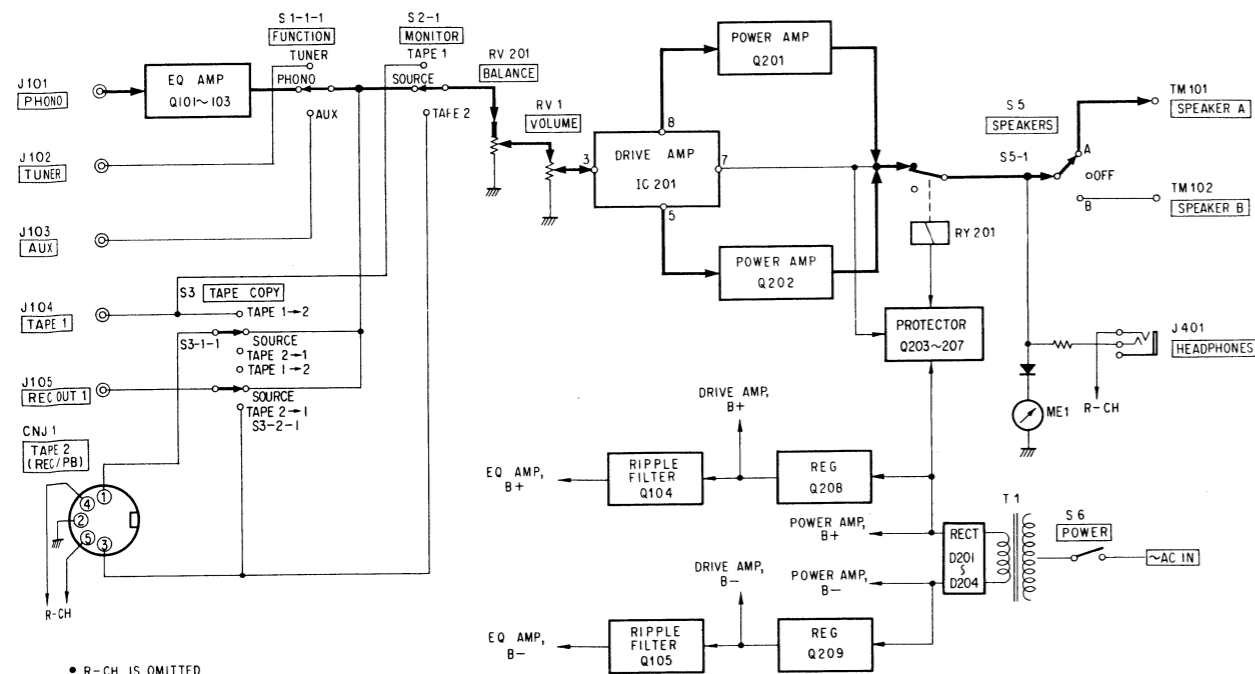 S1-1-1
FUNCTION
TUNER
PHONO
AUX
S2-1
MONITOR
TAPE 1
SOURCE
TAPE 2
RV 201
BALANCE
RV 1
VOLUME
J101
PHONO
EQ AMP
Q101~103
J102
TUNER
J103
AUX
J104
TAPE 1
S3 TAPE COPY
TAPE 1→2
S3-1-1
SOURCE
TAPE 2→1
TAPE 1→2
J105
REC OUT 1
SOURCE
TAPE 2→1
S3-2-1
CNJ 1
TAPE 2
(REC/PB)
1
4
2
5
3
R-CH
• R-CH IS OMITTED
POWER AMP
Q201
8
3
DRIVE AMP
IC 201
7
5
POWER AMP
Q202
RY 201
PROTECTOR
Q203~207
S 5
SPEAKERS
S5-1
A
OFF
B
TM 101
SPEAKER A
TM 102
SPEAKER B
J401
HEADPHONES
R-CH
ME1
DRIVE AMP,
B+
EQ AMP,
B+
RIPPLE
FILTER
Q104
REG
Q208
POWER AMP,
B+
DRIVE AMP,
B-
POWER AMP,
B-
EQ AMP,
B-
RIPPLE
FILTER
Q105
REG
Q209
RECT
D201
~
D204
T 1
S 6
POWER
~AC IN